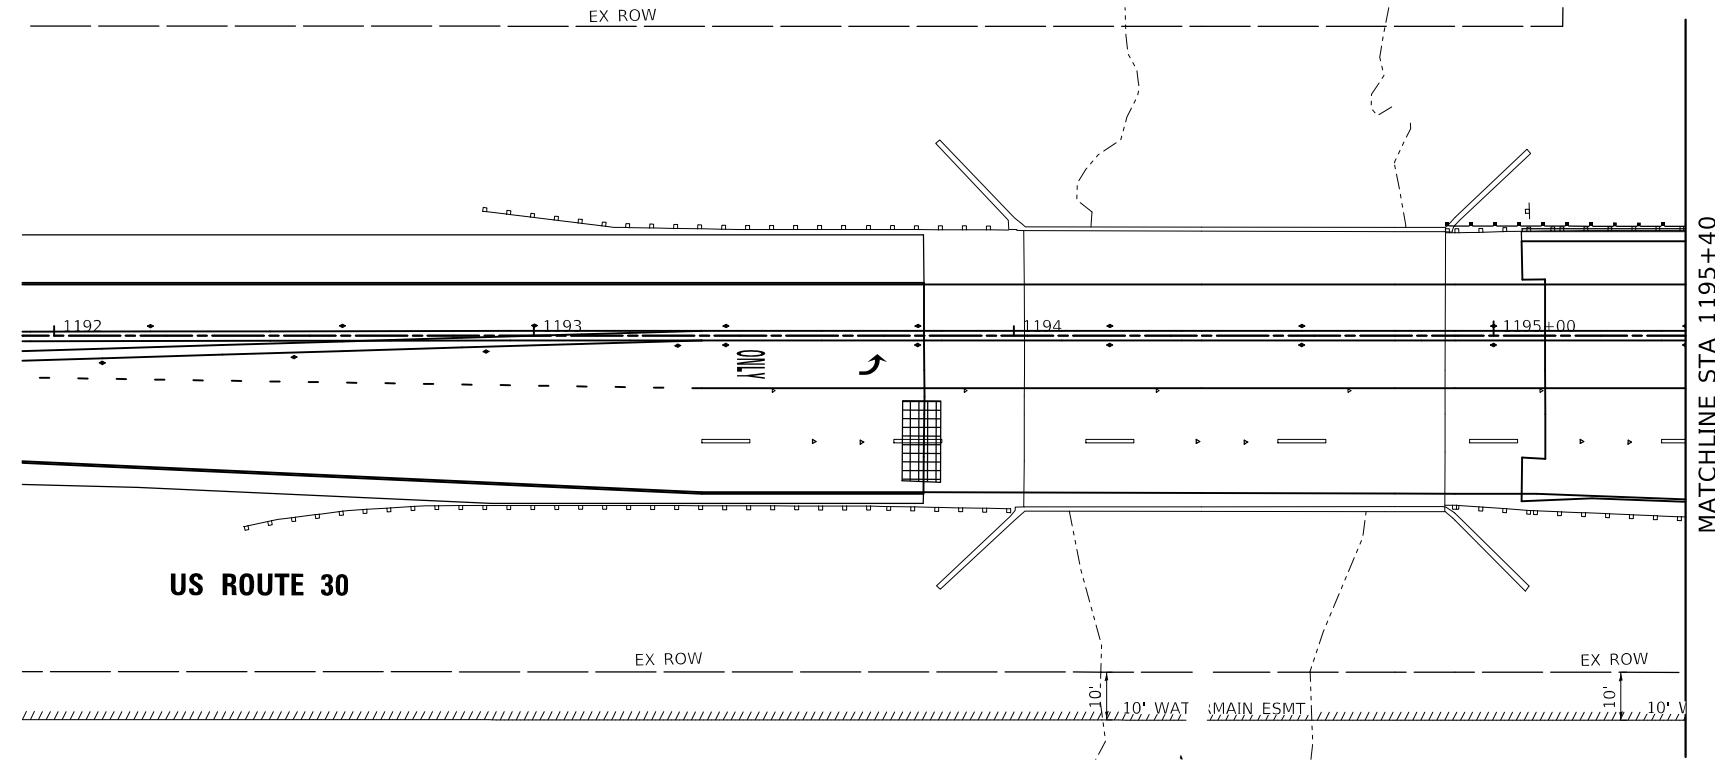 EX ROW
1192
1193
1194
1195+00
ONLY
MATCHLINE STA 1195+40
US ROUTE 30
EX ROW
EX ROW
10'
10' WAT MAIN ESMT
10'
10' W